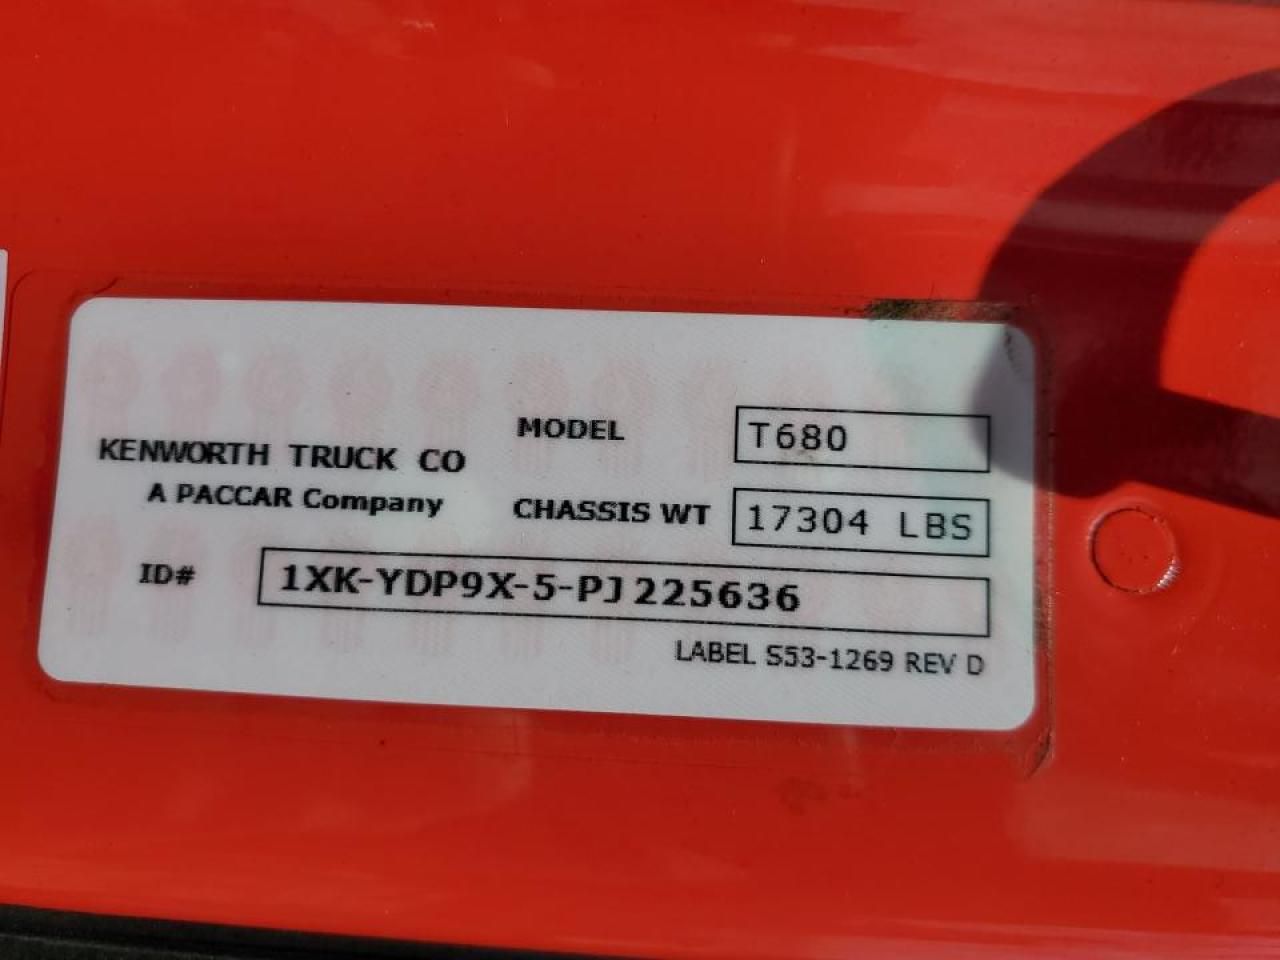 KENWORTH TRUCK CO
A PACCAR Company
MODEL T680
CHASSIS WT 17304 LBS
ID# 1XK-YDP9X-5-PJ225636
LABEL S53-1269 REV D